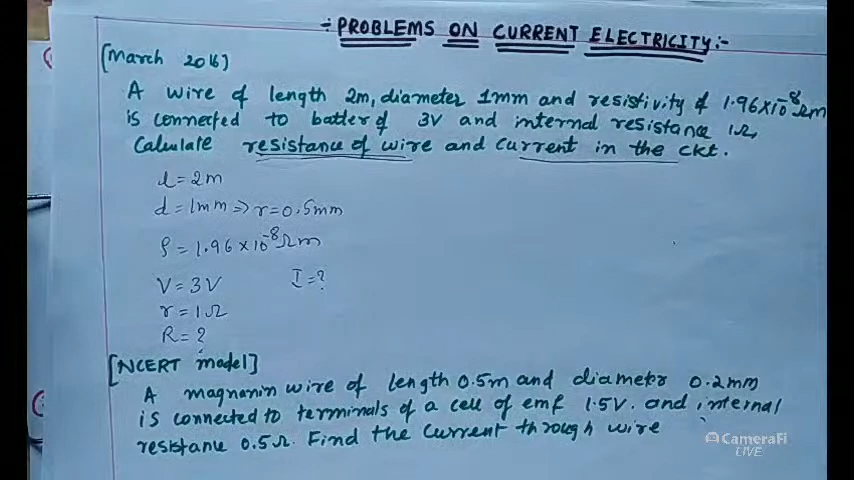 ÷ PROBLEMS ON CURRENT ELECTRICITY:-
[March 2016)
A wire of length 2m, diameter 1mm and resistivity of 1.96×10⁻⁸Ωm
is connected to batter of 3V and internal resistance 1Ω,
Calculate resistance of wire and current in the ckt.
l = 2m
d = 1mm ⇒ r = 0.5mm
ρ = 1.96 × 10⁻⁸ Ωm
V = 3V I = ?
r = 1Ω
R = ?
[NCERT model]
A magnanin wire of length 0.5m and diameter 0.2mm
is connected to terminals of a cell of emf 1.5V. and internal
resistance 0.5Ω. Find the current through wire
CameraFi
LIVE